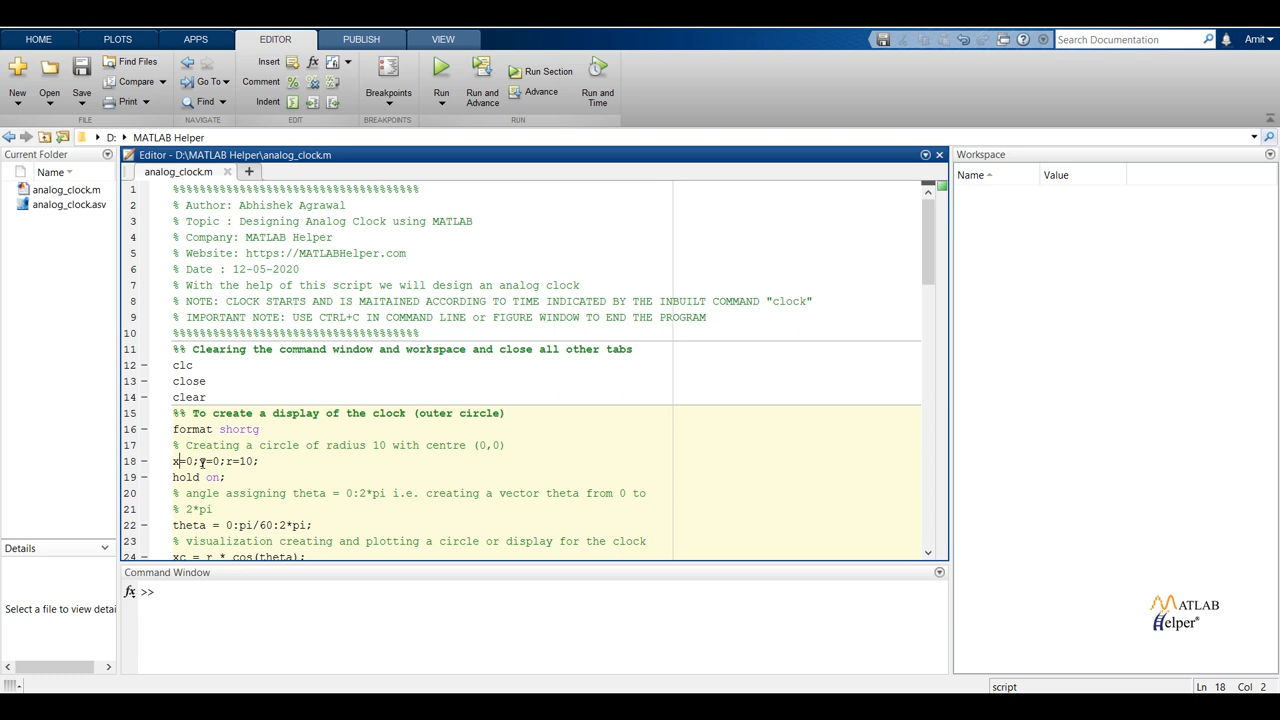 HOME PLOTS APPS EDITOR PUBLISH VIEW Search Documentation Amit
New Open Save Find Files Compare Print Go To Find Insert fx Comment Indent Breakpoints Run Run and Advance Run Section Advance Run and Time
FILE NAVIGATE EDIT BREAKPOINTS RUN
D: MATLAB Helper
Current Folder
Name
analog_clock.m
analog_clock.asv
Details
Select a file to view detai
Editor - D:\MATLAB Helper\analog_clock.m
analog_clock.m
1 %%%%%%%%%%%%%%%%%%%%%%%%%%%%%%%%%%%%%
2 % Author: Abhishek Agrawal
3 % Topic : Designing Analog Clock using MATLAB
4 % Company: MATLAB Helper
5 % Website: https://MATLABHelper.com
6 % Date : 12-05-2020
7 % With the help of this script we will design an analog clock
8 % NOTE: CLOCK STARTS AND IS MAITAINED ACCORDING TO TIME INDICATED BY THE INBUILT COMMAND "clock"
9 % IMPORTANT NOTE: USE CTRL+C IN COMMAND LINE or FIGURE WINDOW TO END THE PROGRAM
10 %%%%%%%%%%%%%%%%%%%%%%%%%%%%%%%%%%%%%
11 %% Clearing the command window and workspace and close all other tabs
12 clc
13 close
14 clear
15 %% To create a display of the clock (outer circle)
16 format shortg
17 % Creating a circle of radius 10 with centre (0,0)
18 x=0;y=0;r=10;
19 hold on;
20 % angle assigning theta = 0:2*pi i.e. creating a vector theta from 0 to
21 % 2*pi
22 theta = 0:pi/60:2*pi;
23 % visualization creating and plotting a circle or display for the clock
24 xc = r * cos(theta);
Command Window
fx >>
Workspace
Name Value
MATLAB
Helper®
script Ln 18 Col 2